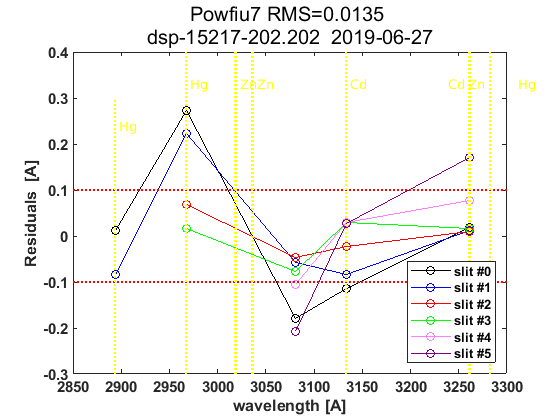 Powfiu7 RMS=0.0135
dsp-15217-202.202 2019-06-27
0.4
0.3
0.2
0.1
0
-0.1
-0.2
-0.3
Residuals [A]
Hg
Hg
Zn
Zn
Cd
Cd
Zn
Hg
slit #0
slit #1
slit #2
slit #3
slit #4
slit #5
2850 2900 2950 3000 3050 3100 3150 3200 3250 3300
wavelength [A]